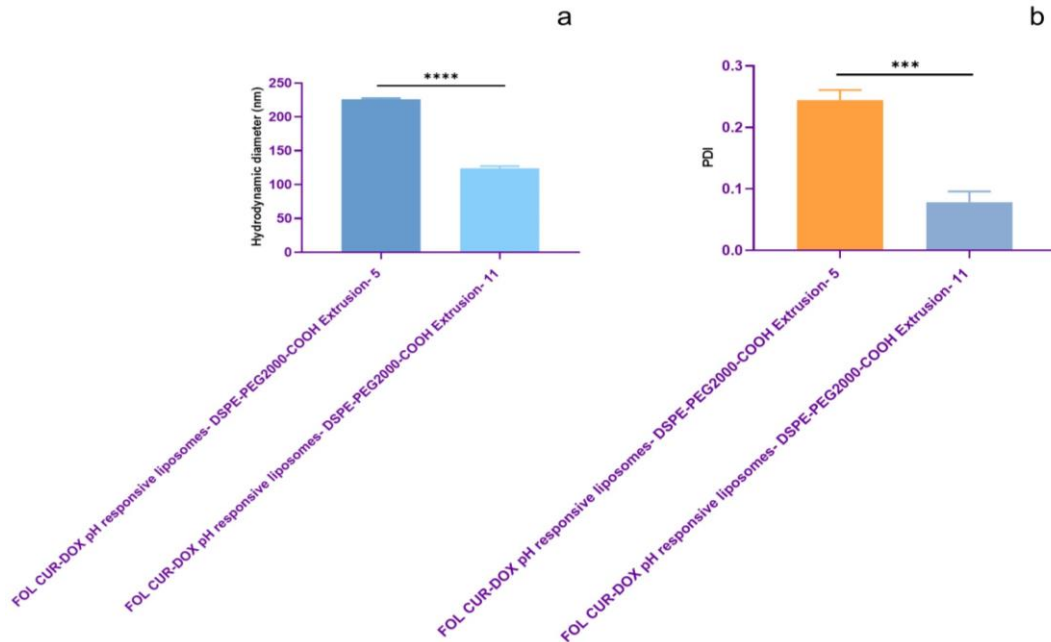 a
****
Hydrodynamic diameter (nm)
250
200
150
100
50
0
FOL CUR-DOX pH responsive liposomes- DSPE-PEG2000-COOH Extrusion- 5
FOL CUR-DOX pH responsive liposomes- DSPE-PEG2000-COOH Extrusion- 11
b
***
PDI
0.3
0.2
0.1
0.0
FOL CUR-DOX pH responsive liposomes- DSPE-PEG2000-COOH Extrusion- 5
FOL CUR-DOX pH responsive liposomes- DSPE-PEG2000-COOH Extrusion- 11